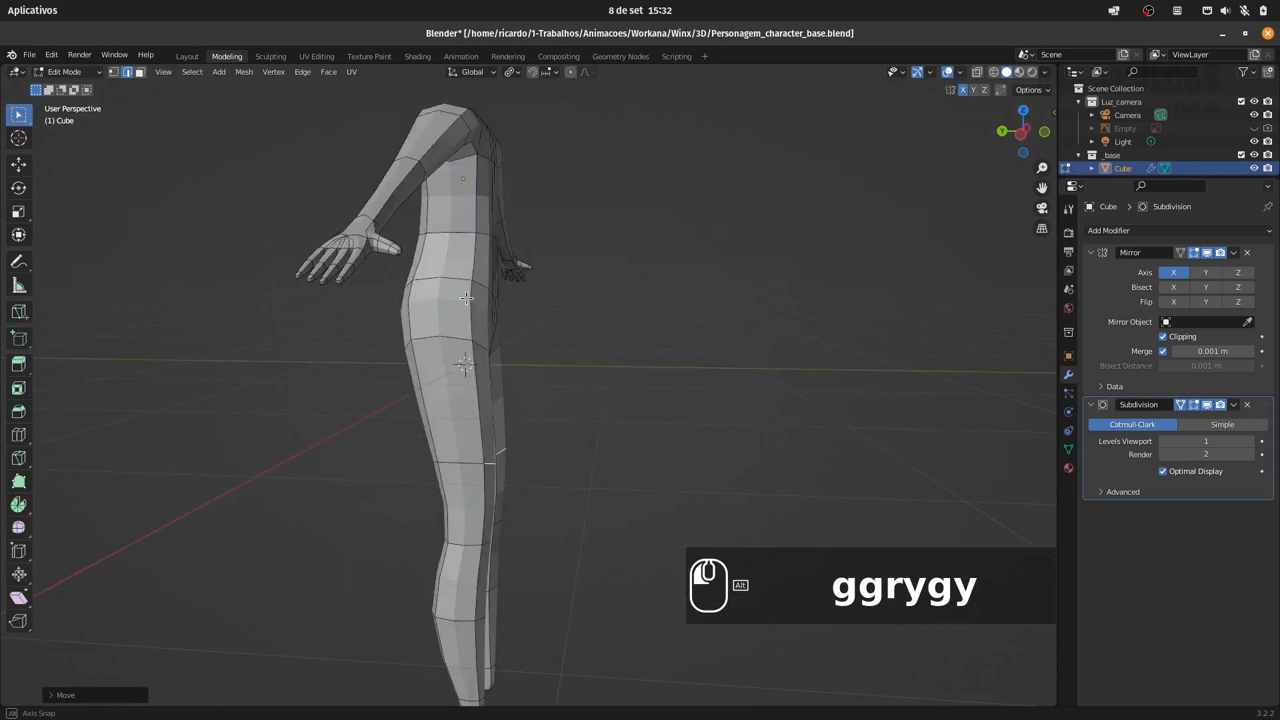 Aplicativos
8 de set 15:32
Blender* [/home/ricardo/1-Trabalhos/Animacoes/Workana/Winx/3D/Personagem_character_base.blend]
File Edit Render Window Help Layout Modeling Sculpting UV Editing Texture Paint Shading Animation Rendering Compositing Geometry Nodes Scripting + Scene ViewLayer
Edit Mode View Select Add Mesh Vertex Edge Face UV Global
X Y Z Options
User Perspective
(1) Cube
Scene Collection
Luz_camera
Camera
Empty
Light
_base
Cube
Cube > Subdivision
Add Modifier
Mirror
Axis X Y Z
Bisect X Y Z
Flip X Y Z
Mirror Object
Clipping
Merge 0.001 m
Bisect Distance 0.001 m
Data
Subdivision
Catmull-Clark Simple
Levels Viewport 1
Render 2
Optimal Display
Advanced
Z
Y
X
Alt ggrygy
Move
Alt Axis Snap 3.2.2